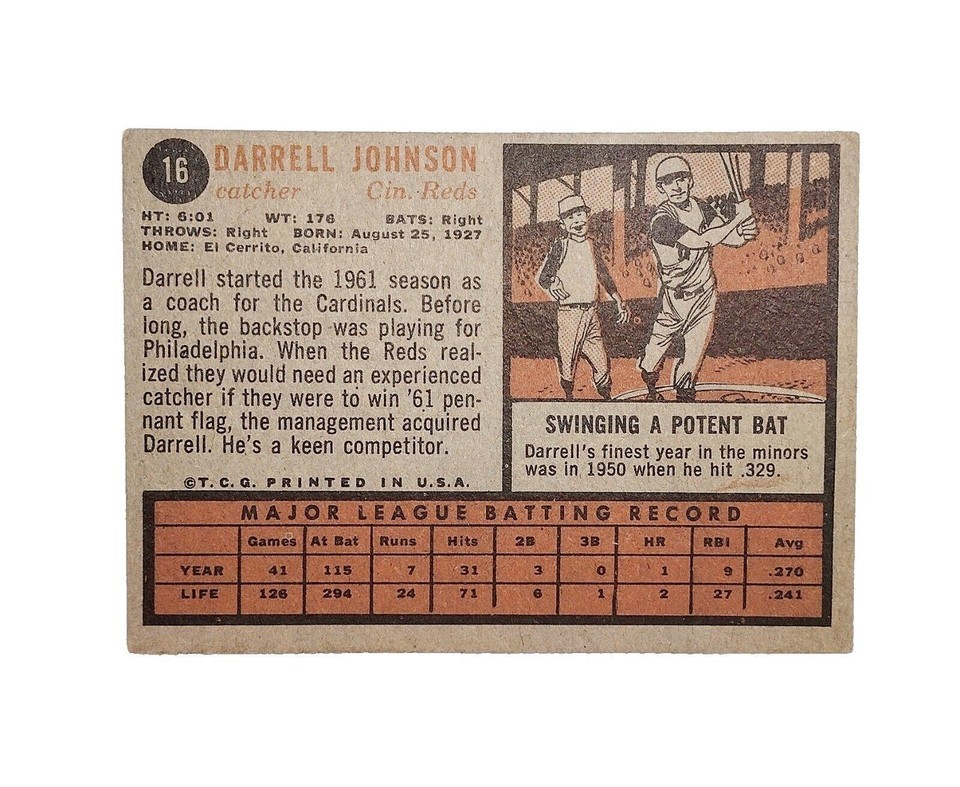 16
DARRELL JOHNSON
catcher Cin. Reds
HT: 6:01 WT: 176 BATS: Right
THROWS: Right BORN: August 25, 1927
HOME: El Cerrito, California
Darrell started the 1961 season as
a coach for the Cardinals. Before
long, the backstop was playing for
Philadelphia. When the Reds real-
ized they would need an experienced
catcher if they were to win '61 pen-
nant flag, the management acquired
Darrell. He's a keen competitor.
©T.C.G. PRINTED IN U.S.A.
SWINGING A POTENT BAT
Darrell's finest year in the minors
was in 1950 when he hit .329.
MAJOR LEAGUE BATTING RECORD
Games At Bat Runs Hits 2B 3B HR RBI Avg
YEAR 41 115 7 31 3 0 1 9 .270
LIFE 126 294 24 71 6 1 2 27 .241